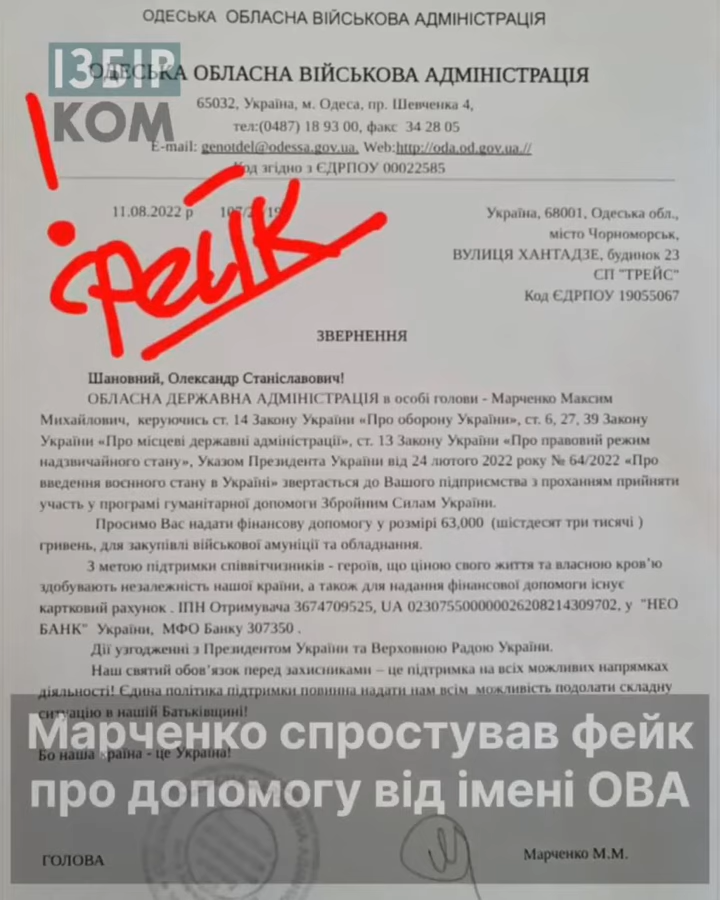 ОДЕСЬКА ОБЛАСНА ВІЙСЬКОВА АДМІНІСТРАЦІЯ
ІЗБІР
КОМ
ОДЕСЬКА ОБЛАСНА ВІЙСЬКОВА АДМІНІСТРАЦІЯ
65032, Україна, м. Одеса, пр. Шевченка 4,
тел:(0487) 18 93 00, факс 34 28 05
E-mail: genotdel@odessa.gov.ua, Web:http://oda.od.gov.ua.//
Код згідно з ЄДРПОУ 00022585
11.08.2022 р
Україна, 68001, Одеська обл.,
місто Чорноморськ,
ВУЛИЦЯ ХАНТАДЗЕ, будинок 23
СП "ТРЕЙС"
Код ЄДРПОУ 19055067
! фейк
ЗВЕРНЕННЯ
Шановний, Олександр Станіславович!
ОБЛАСНА ДЕРЖАВНА АДМІНІСТРАЦІЯ в особі голови - Марченко Максим
Михайлович, керуючись ст. 14 Закону України «Про оборону України», ст. 6, 27, 39 Закону
України «Про місцеві державні адміністрації», ст. 13 Закону України «Про правовий режим
надзвичайного стану», Указом Президента України від 24 лютого 2022 року № 64/2022 «Про
введення воєнного стану в Україні» звертається до Вашого підприємства з проханням прийняти
участь у програмі гуманітарної допомоги Збройним Силам України.
Просимо Вас надати фінансову допомогу у розмірі 63,000 (шістдесят три тисячі )
гривень, для закупівлі військової амуніції та обладнання.
З метою підтримки співвітчизників - героїв, що ціною свого життя та власною кров’ю
здобувають незалежність нашої країни, а також для надання фінансової допомоги існує
картковий рахунок . ІПН Отримувача 3674709525, UA 023075500000026208214309702, у "НЕО
БАНК" України, МФО Банку 307350 .
Дії узгодженні з Президентом України та Верховною Радою України.
Наш святий обов’язок перед захисниками – це підтримка на всіх можливих напрямках
діяльності! Єдина політика підтримки повинна надати нам всім можливість подолати складну
ситуацію в нашій Батьківщині!
Бо наша країна - це Україна!
Марченко спростував фейк
про допомогу від імені ОВА
ГОЛОВА
Марченко М.М.